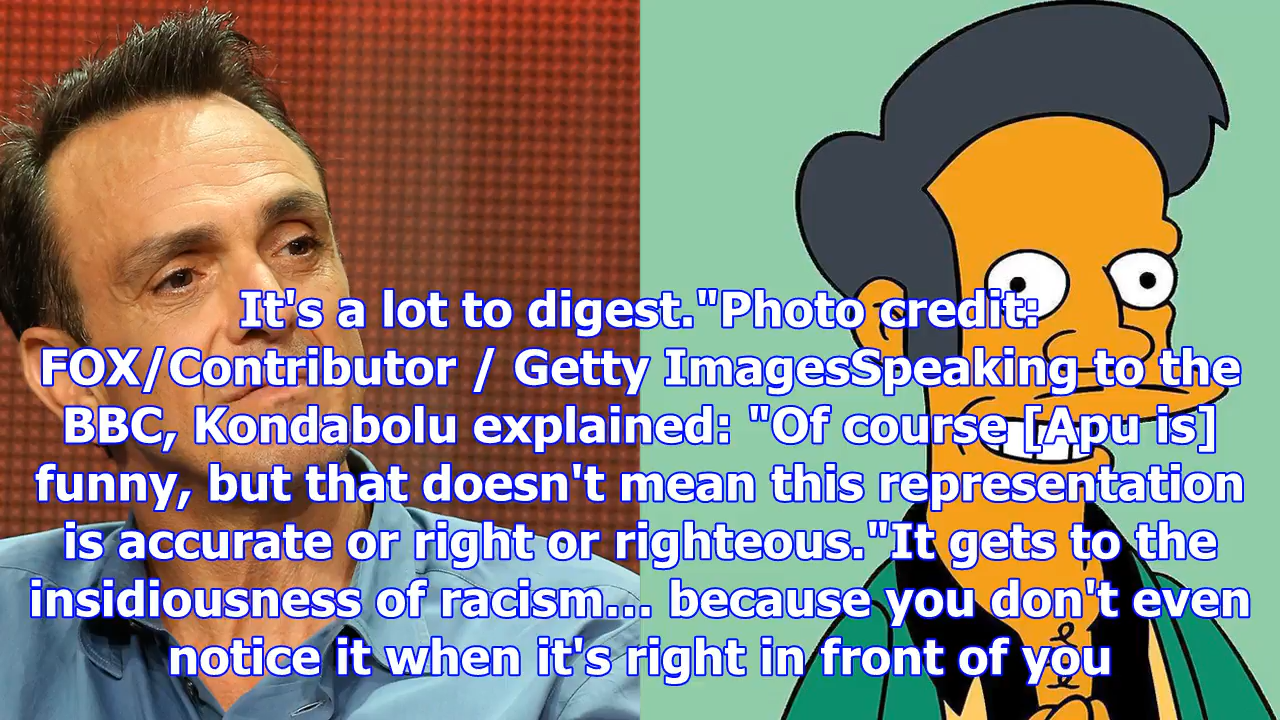 It's a lot to digest."Photo credit:
FOX/Contributor / Getty ImagesSpeaking to the
BBC, Kondabolu explained: "Of course [Apu is]
funny, but that doesn't mean this representation
is accurate or right or righteous."It gets to the
insidiousness of racism... because you don't even
notice it when it's right in front of you